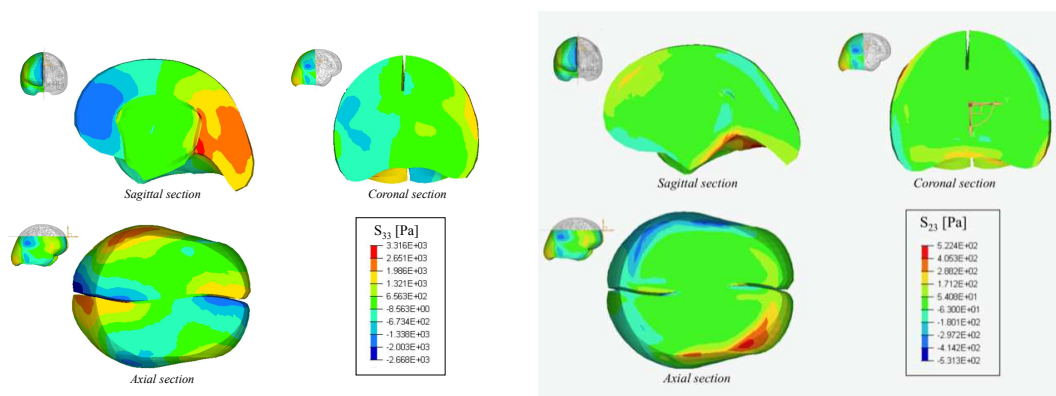 Sagittal section
Coronal section
S33 [Pa]
3.316E+03
2.651E+03
1.986E+03
1.321E+03
6.563E+02
-8.563E+00
-6.734E+02
-1.338E+03
-2.003E+03
-2.668E+03
Axial section
Sagittal section
Coronal section
S23 [Pa]
5.224E+02
4.053E+02
2.882E+02
1.712E+02
5.408E+01
-6.300E+01
-1.801E+02
-2.972E+02
-4.142E+02
-5.313E+02
Axial section